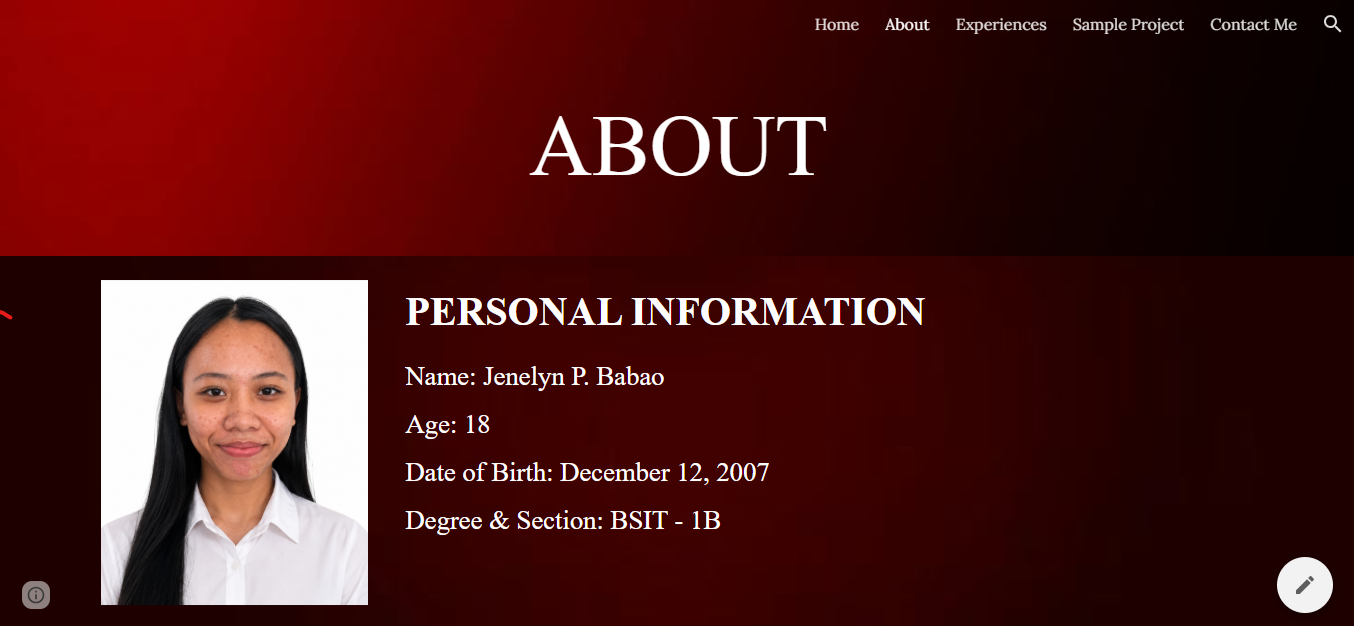 Home About Experiences Sample Project Contact Me
ABOUT
PERSONAL INFORMATION
Name: Jenelyn P. Babao
Age: 18
Date of Birth: December 12, 2007
Degree & Section: BSIT - 1B